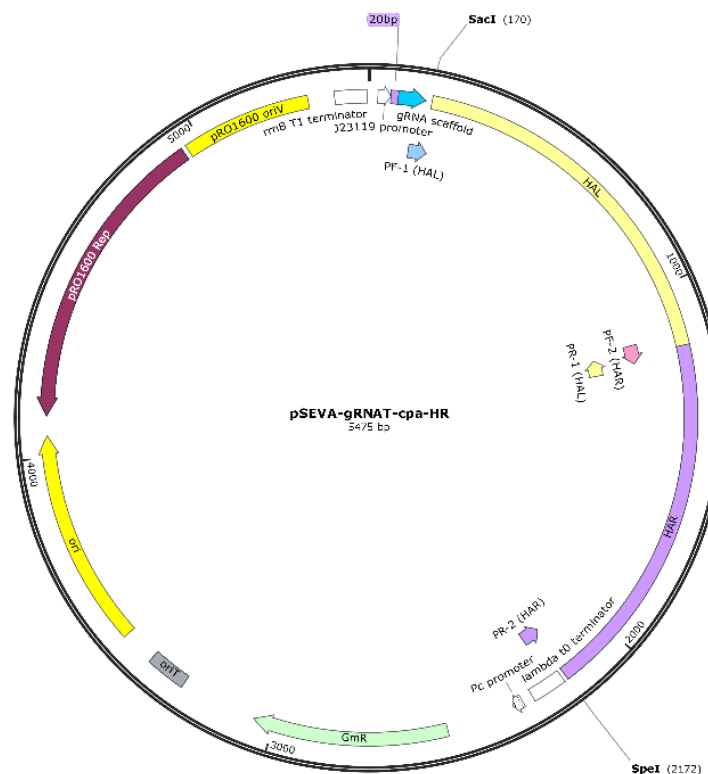 20bp
SacI (170)
pRO1600 oriV
rrnB T1 terminator
J23119 promoter
gRNA scaffold
5000
PF-1 (HAL)
HAL
pRO1600 Rep
1000
PF-2 (HAR)
PR-1 (HAL)
pSEVA-gRNAT-cpa-HR
5475 bp
4000
HAR
ori
PR-2 (HAR)
lambda t0 terminator
2000
Pc promoter
oriT
GmR
3000
SpeI (2172)